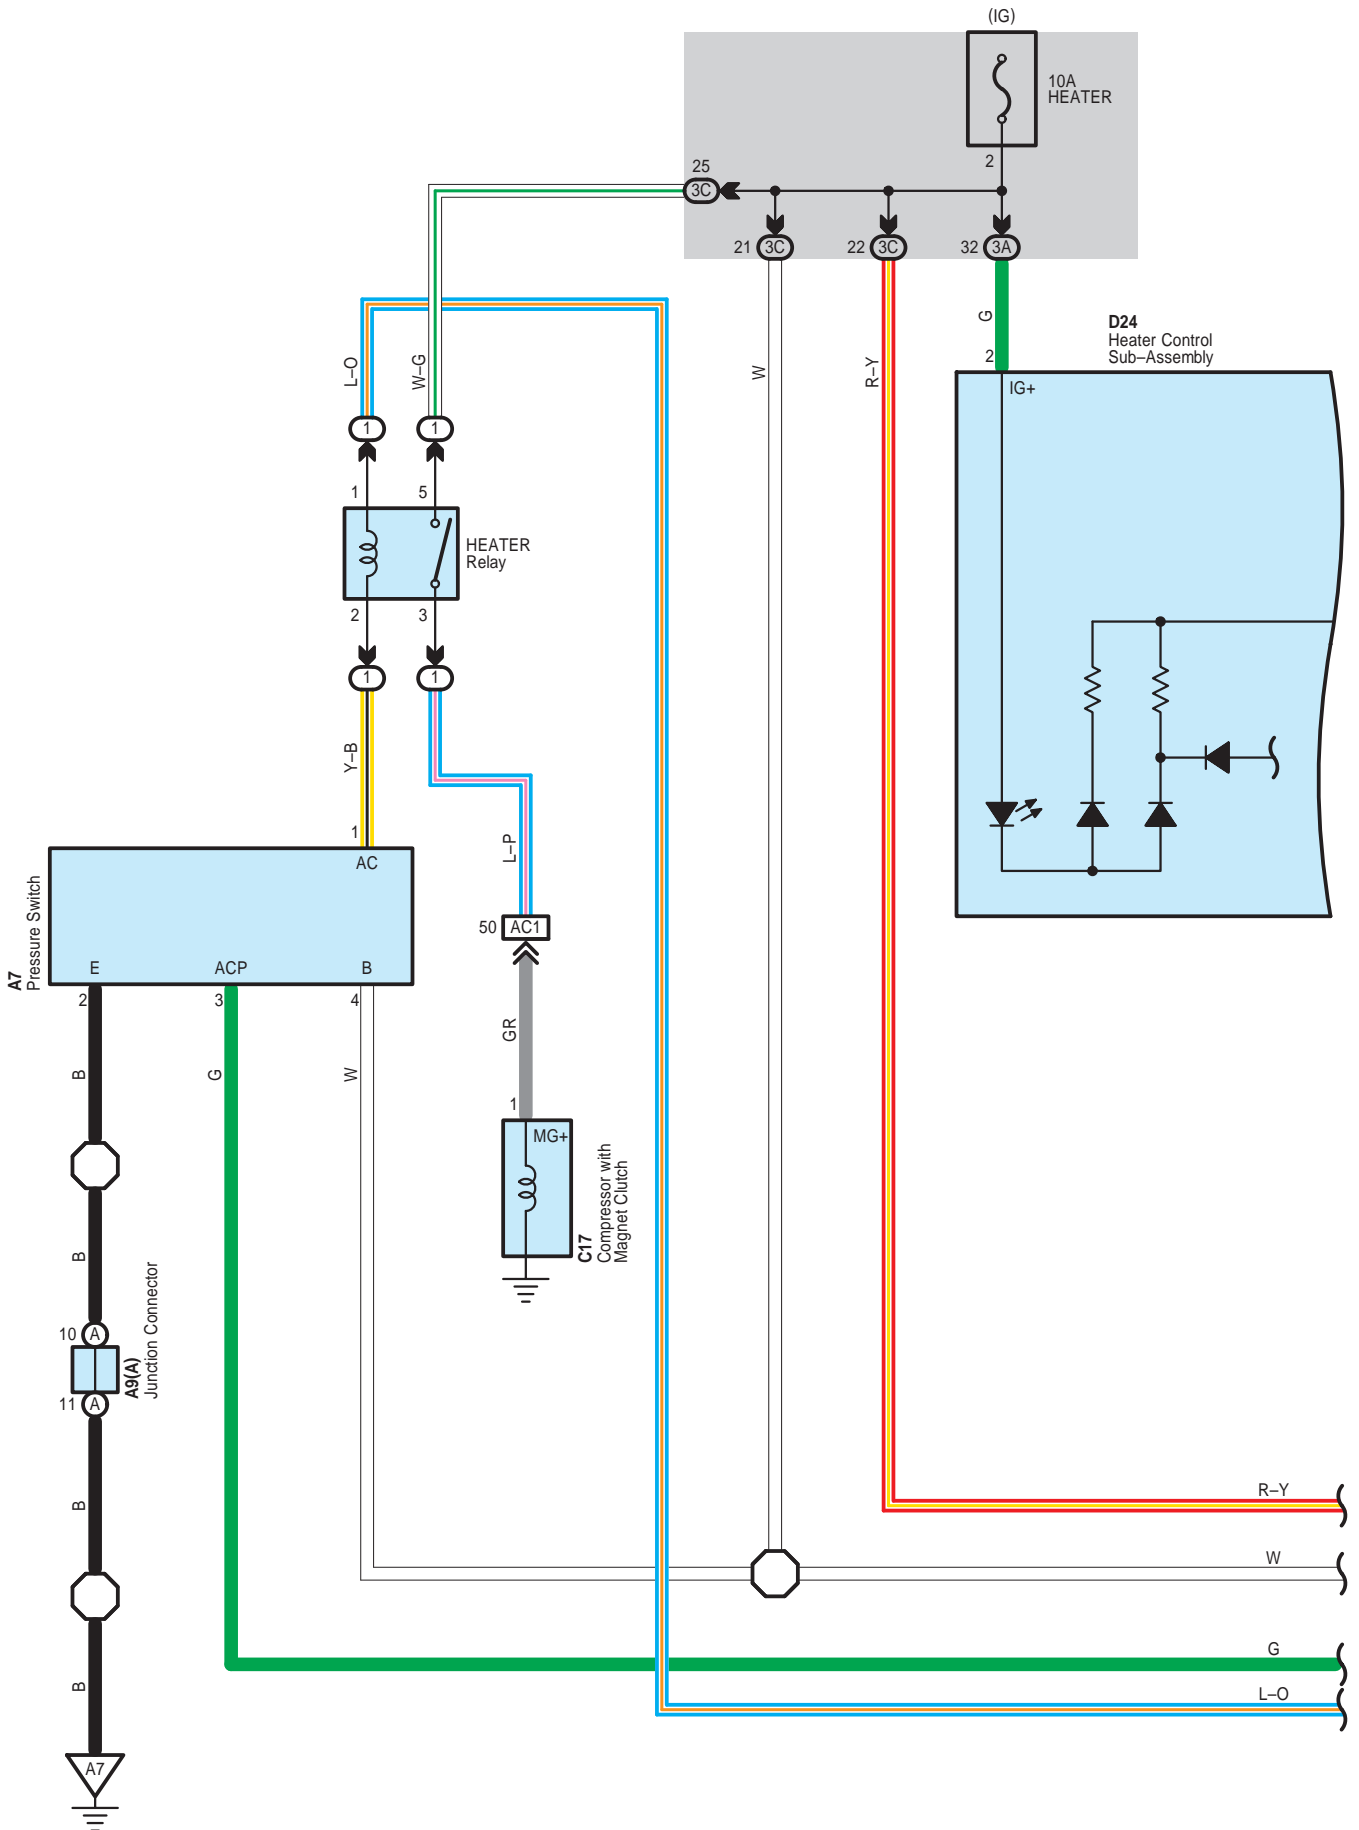 (IG)
10A
HEATER
2
25
3C
21 3C
22 3C
32 3A
G
2
D24
Heater Control
Sub–Assembly
IG+
L–O
W–G
W
R–Y
1
1
1
5
HEATER
Relay
2
3
1
1
Y–B
L–P
1
AC
A7
Pressure Switch
E
ACP
B
2
3
4
50 AC1
B
G
W
GR
1
MG+
C17
Compressor with
Magnet Clutch
B
10 A
A9(A)
Junction Connector
11 A
B
R–Y
W
G
B
L–O
A7